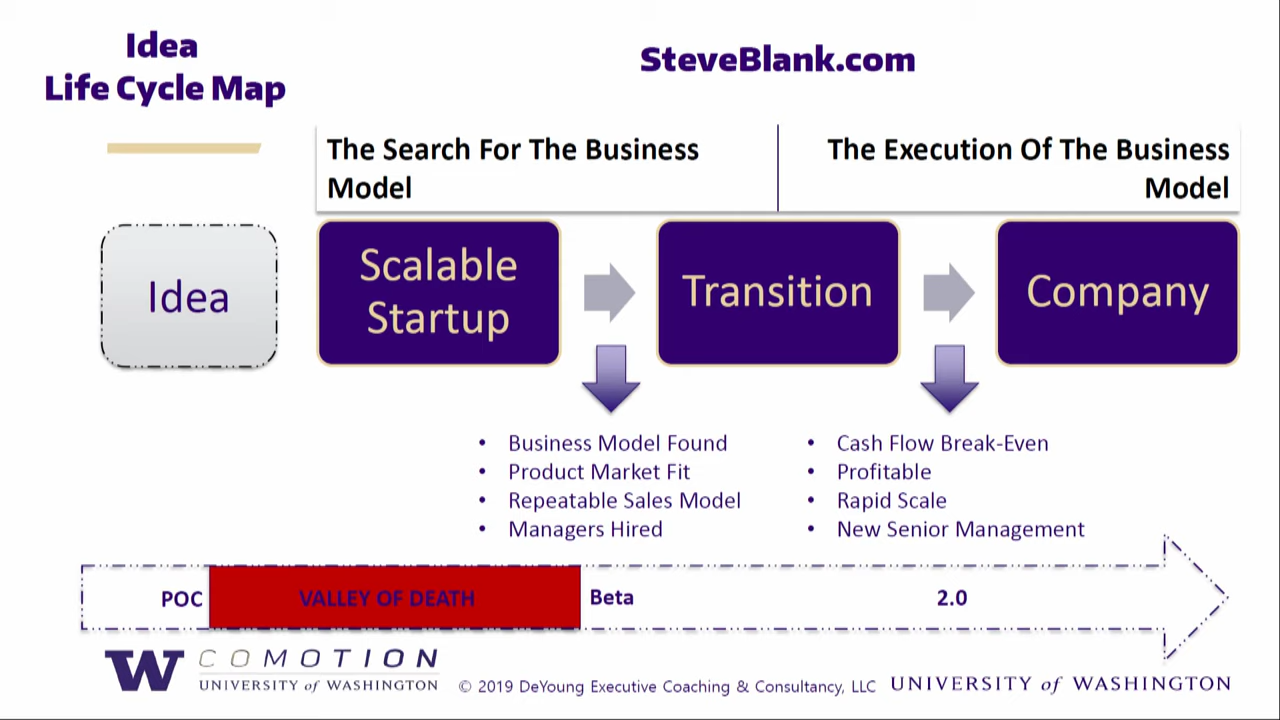 Idea
Life Cycle Map
SteveBlank.com
The Search For The Business
Model
The Execution Of The Business
Model
Idea
Scalable
Startup
Transition
Company
• Business Model Found
• Product Market Fit
• Repeatable Sales Model
• Managers Hired
• Cash Flow Break-Even
• Profitable
• Rapid Scale
• New Senior Management
POC
VALLEY OF DEATH
Beta
2.0
W
COMOTION
UNIVERSITY of WASHINGTON
© 2019 DeYoung Executive Coaching & Consultancy, LLC
UNIVERSITY of WASHINGTON